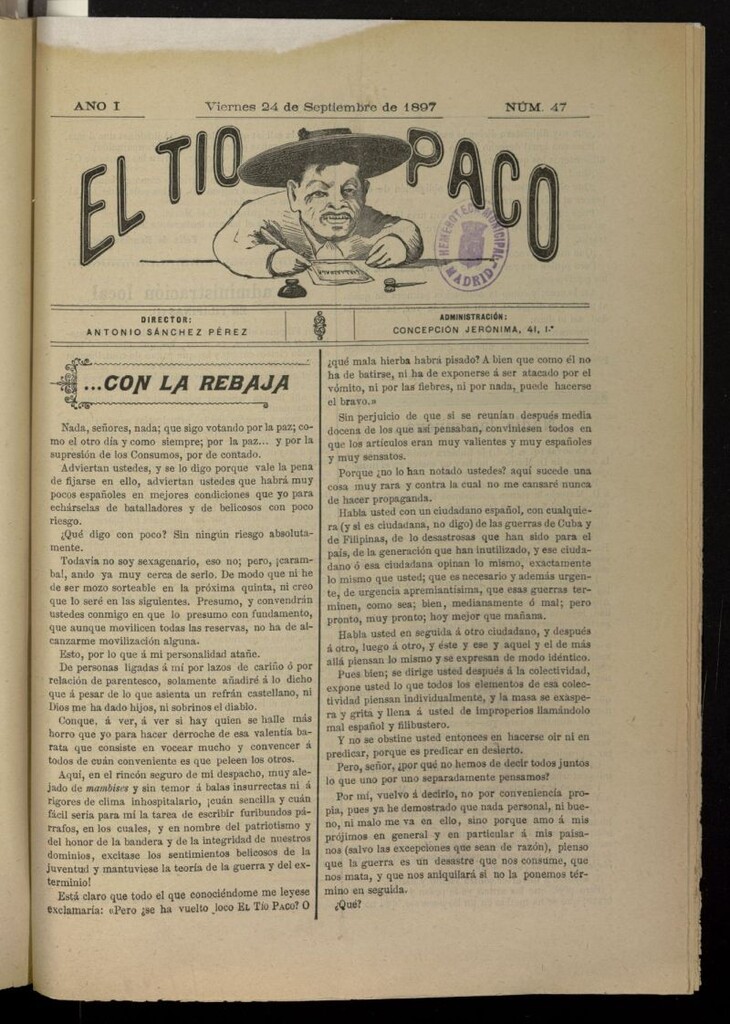 AÑO I
Viernes 24 de Septiembre de 1897
NÚM. 47
EL TIO PACO
HEMEROTECA MUNICIPAL
MADRID
DIRECTOR:
ANTONIO SÁNCHEZ PÉREZ
ADMINISTRACIÓN:
CONCEPCIÓN JERÓNIMA, 41, 1.º
...CON LA REBAJA
Nada, señores, nada; que sigo votando por la paz; co-
mo el otro día y como siempre; por la paz... y por la
supresión de los Consumos, por de contado.
Adviertan ustedes, y se lo digo porque vale la pena
de fijarse en ello, adviertan ustedes que habrá muy
pocos españoles en mejores condiciones que yo para
echárselas de batalladores y de belicosos con poco
riesgo.
¿Qué digo con poco? Sin ningún riesgo absoluta-
mente.
Todavía no soy sexagenario, eso no; pero, ¡caram-
ba!, ando ya muy cerca de serlo. De modo que ni he
de ser mozo sorteable en la próxima quinta, ni creo
que lo seré en las siguientes. Presumo, y convendrán
ustedes conmigo en que lo presumo con fundamento,
que aunque movilicen todas las reservas, no ha de al-
canzarme movilización alguna.
Esto, por lo que á mi personalidad atañe.
De personas ligadas á mí por lazos de cariño ó por
relación de parentesco, solamente añadiré á lo dicho
que á pesar de lo que asienta un refrán castellano, ni
Dios me ha dado hijos, ni sobrinos el diablo.
Conque, á ver, á ver si hay quien se halle más
horro que yo para hacer derroche de esa valentía ba-
rata que consiste en vocear mucho y convencer á
todos de cuán conveniente es que peleen los otros.
Aquí, en el rincón seguro de mi despacho, muy ale-
jado de mambises y sin temor á balas insurrectas ni á
rigores de clima inhospitalario, ¡cuán sencilla y cuán
fácil sería para mí la tarea de escribir furibundos pá-
rrafos, en los cuales, y en nombre del patriotismo y
del honor de la bandera y de la integridad de nuestros
dominios, excitase los sentimientos belicosos de la
juventud y mantuviese la teoría de la guerra y del ex-
terminio!
Está claro que todo el que conociéndome me leyese
exclamaría: «Pero ¿se ha vuelto loco EL TÍO PACO? O
¿qué mala hierba habrá pisado? A bien que como él no
ha de batirse, ni ha de exponerse á ser atacado por el
vómito, ni por las fiebres, ni por nada, puede hacerse
el bravo.»
Sin perjuicio de que si se reunían después media
docena de los que así pensaban, conviniesen todos en
que los artículos eran muy valientes y muy españoles
y muy sensatos.
Porque ¿no lo han notado ustedes? aquí sucede una
cosa muy rara y contra la cual no me cansaré nunca
de hacer propaganda.
Habla usted con un ciudadano español, con cualquie-
ra (y si es ciudadana, no digo) de las guerras de Cuba y
de Filipinas, de lo desastrosas que han sido para el
país, de la generación que han inutilizado, y ese ciuda-
dano ó esa ciudadana opinan lo mismo, exactamente
lo mismo que usted; que es necesario y además urgen-
te, de urgencia apremiantísima, que esas guerras ter-
minen, como sea; bien, medianamente ó mal; pero
pronto, muy pronto; hoy mejor que mañana.
Habla usted en seguida á otro ciudadano, y después
á otro, luego á otro, y éste y ese y aquel y el de más
allá piensan lo mismo y se expresan de modo idéntico.
Pues bien; se dirige usted después á la colectividad,
expone usted lo que todos los elementos de esa colec-
tividad piensan individualmente, y la masa se exaspe-
ra y grita y llena á usted de improperios llamándolo
mal español y filibustero.
Y no se obstine usted entonces en hacerse oir ni en
predicar, porque es predicar en desierto.
Pero, señor, ¿por qué no hemos de decir todos juntos
lo que uno por uno separadamente pensamos?
Por mí, vuelvo á decirlo, no por conveniencia pro-
pia, pues ya he demostrado que nada personal, ni bue-
no, ni malo me va en ello, sino porque amo á mis
prójimos en general y en particular á mis paisa-
nos (salvo las excepciones que sean de razón), pienso
que la guerra es un desastre que nos consume, que
nos mata, y que nos aniquilará si no la ponemos tér-
mino en seguida.
¿Qué?